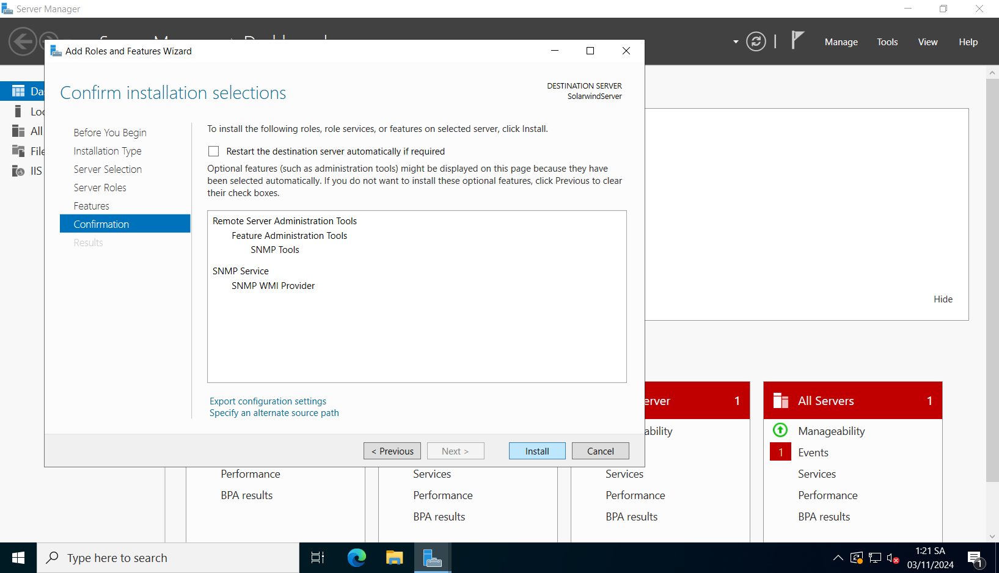 Server Manager
Manage
Tools
View
Help
Add Roles and Features Wizard
Confirm installation selections
DESTINATION SERVER
SolarwindServer
Before You Begin
Installation Type
Server Selection
Server Roles
Features
Confirmation
Results
To install the following roles, role services, or features on selected server, click Install.
Restart the destination server automatically if required
Optional features (such as administration tools) might be displayed on this page because they have
been selected automatically. If you do not want to install these optional features, click Previous to clear
their check boxes.
Remote Server Administration Tools
Feature Administration Tools
SNMP Tools
SNMP Service
SNMP WMI Provider
Export configuration settings
Specify an alternate source path
< Previous
Next >
Install
Cancel
Das
Loc
All
File
IIS
Hide
erver 1
ability
Services
Performance
BPA results
All Servers 1
Manageability
1 Events
Services
Performance
BPA results
Performance
BPA results
Services
Performance
BPA results
Type here to search
1:21 SA
03/11/2024
1